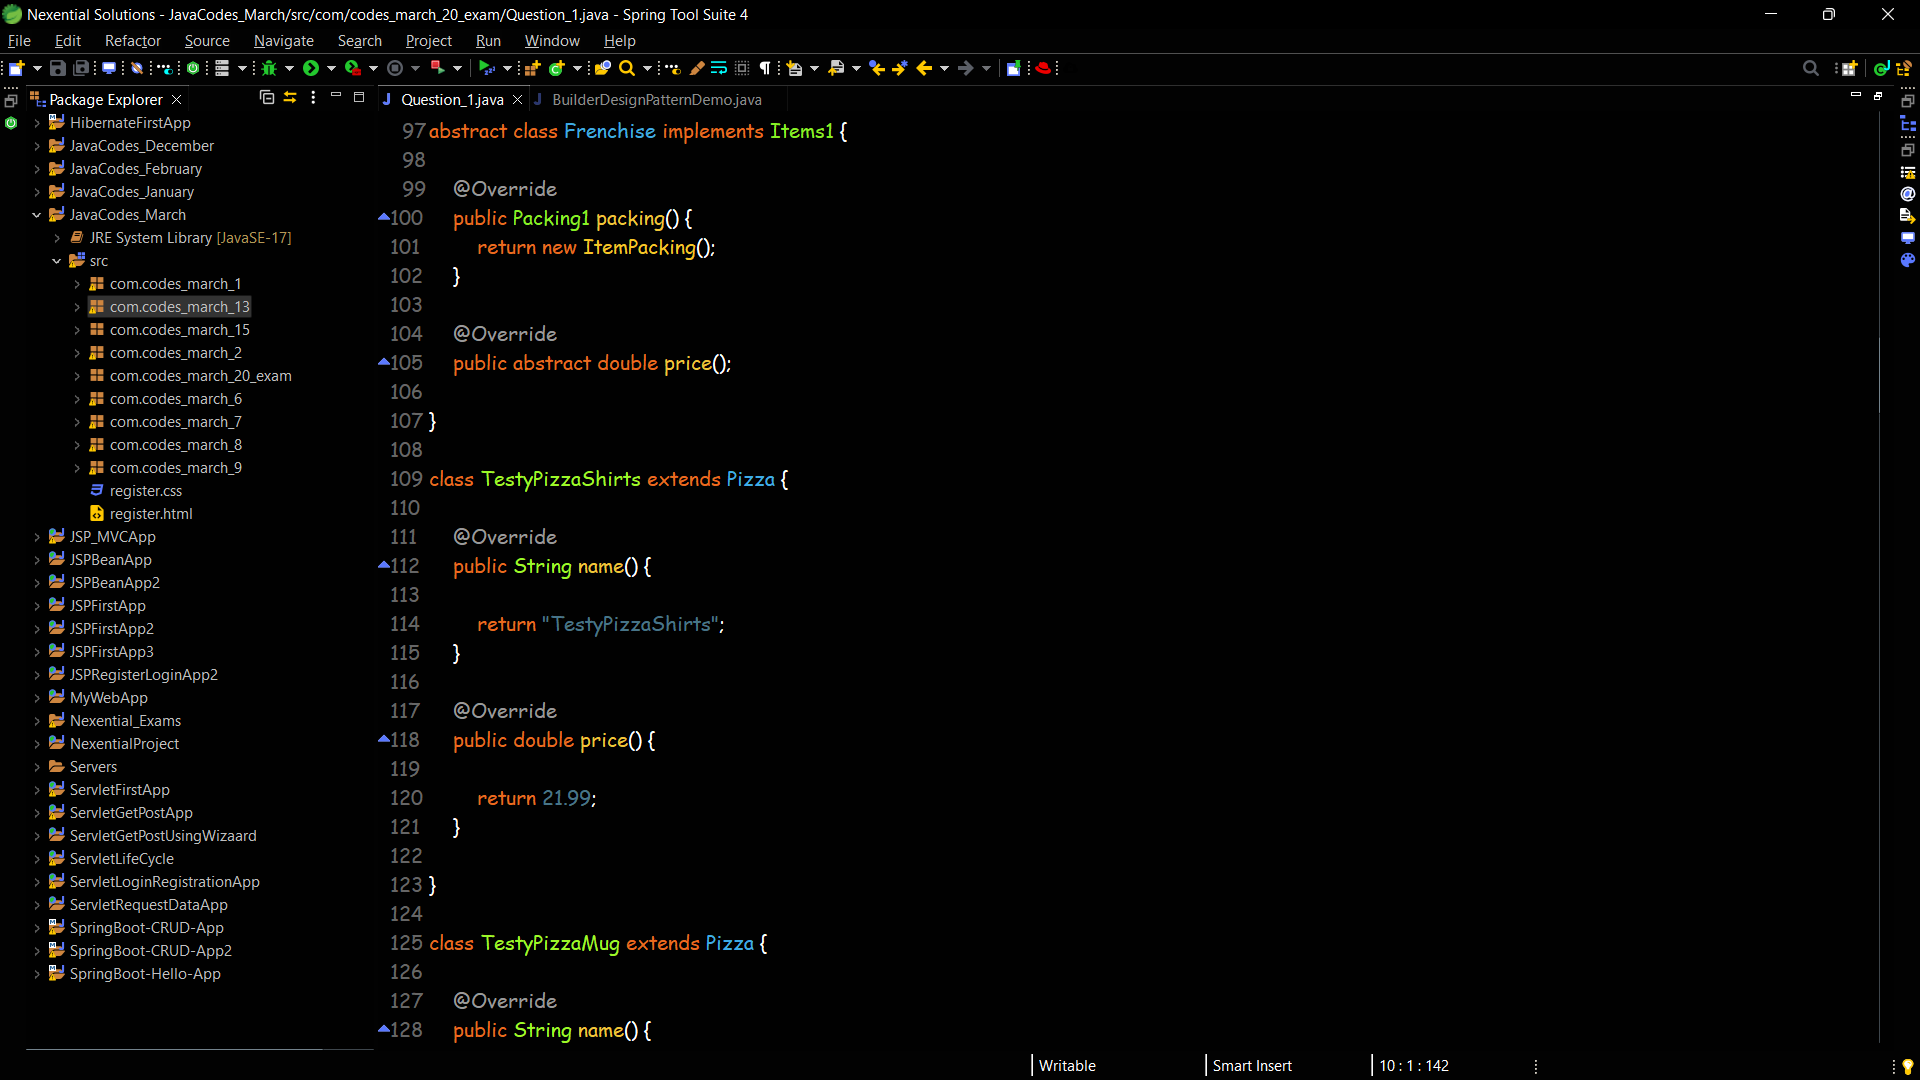 Nexential Solutions - JavaCodes_March/src/com/codes_march_20_exam/Question_1.java - Spring Tool Suite 4
File Edit Refactor Source Navigate Search Project Run Window Help
Package Explorer
HibernateFirstApp
JavaCodes_December
JavaCodes_February
JavaCodes_January
JavaCodes_March
JRE System Library [JavaSE-17]
src
com.codes_march_1
com.codes_march_13
com.codes_march_15
com.codes_march_2
com.codes_march_20_exam
com.codes_march_6
com.codes_march_7
com.codes_march_8
com.codes_march_9
register.css
register.html
JSP_MVCApp
JSPBeanApp
JSPBeanApp2
JSPFirstApp
JSPFirstApp2
JSPFirstApp3
JSPRegisterLoginApp2
MyWebApp
Nexential_Exams
NexentialProject
Servers
ServletFirstApp
ServletGetPostApp
ServletGetPostUsingWizaard
ServletLifeCycle
ServletLoginRegistrationApp
ServletRequestDataApp
SpringBoot-CRUD-App
SpringBoot-CRUD-App2
SpringBoot-Hello-App
Question_1.java BuilderDesignPatternDemo.java
97 abstract class Frenchise implements Items1 {
98
99 @Override
100 public Packing1 packing() {
101 return new ItemPacking();
102 }
103
104 @Override
105 public abstract double price();
106
107 }
108
109 class TestyPizzaShirts extends Pizza {
110
111 @Override
112 public String name() {
113
114 return "TestyPizzaShirts";
115 }
116
117 @Override
118 public double price() {
119
120 return 21.99;
121 }
122
123 }
124
125 class TestyPizzaMug extends Pizza {
126
127 @Override
128 public String name() {
Writable Smart Insert 10 : 1 : 142